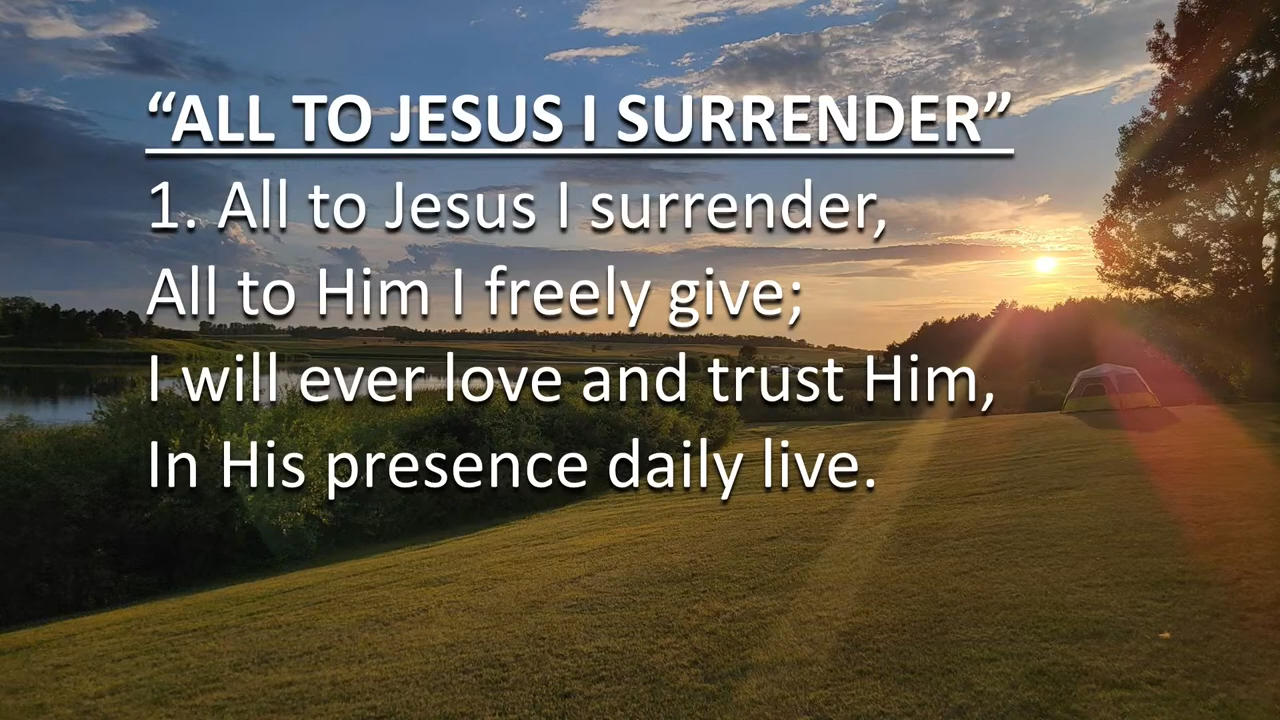 “ALL TO JESUS I SURRENDER”
1. All to Jesus I surrender,
All to Him I freely give;
I will ever love and trust Him,
In His presence daily live.